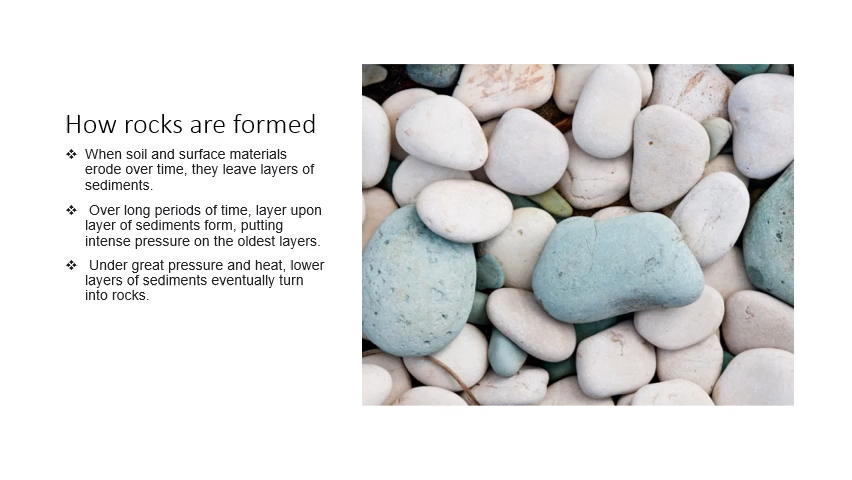 How rocks are formed
❖ When soil and surface materials
erode over time, they leave layers of
sediments.
❖ Over long periods of time, layer upon
layer of sediments form, putting
intense pressure on the oldest layers.
❖ Under great pressure and heat, lower
layers of sediments eventually turn
into rocks.